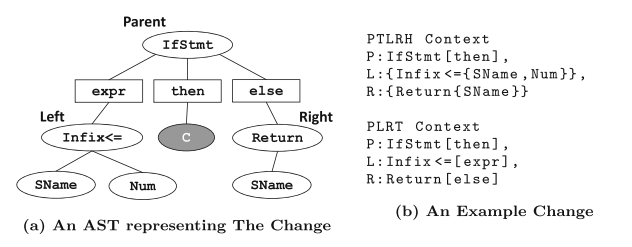 Parent
IfStmt
expr
then
else
Left
Right
Infix<=
C
Return
SName
Num
SName
(a) An AST representing The Change
PTLRH Context
P:IfStmt[then],
L:{Infix<={SName,Num}},
R:{Return{SName}}
PLRT Context
P:IfStmt[then],
L:Infix<=[expr],
R:Return[else]
(b) An Example Change